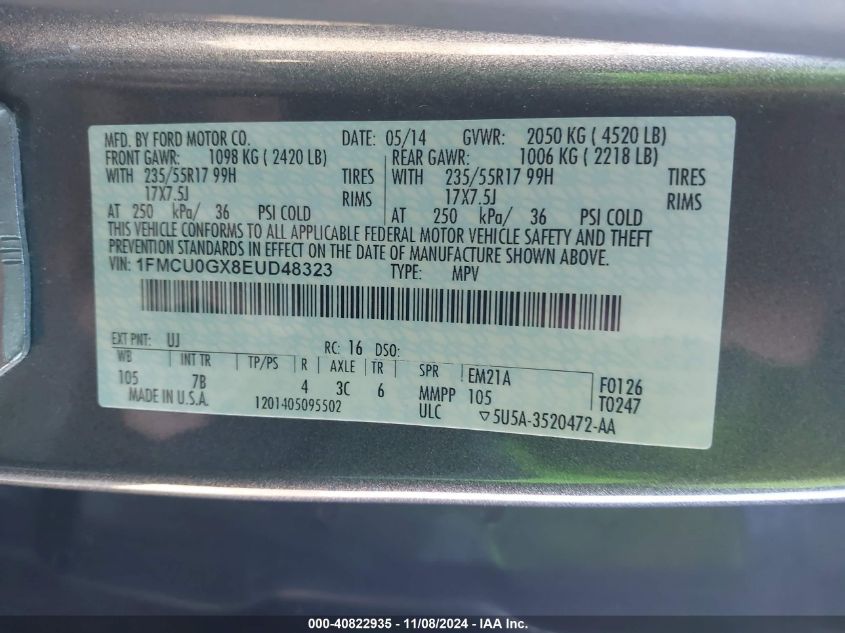 MFD. BY FORD MOTOR CO. DATE: 05/14 GVWR: 2050 KG ( 4520 LB)
FRONT GAWR: 1098 KG ( 2420 LB) REAR GAWR: 1006 KG ( 2218 LB)
WITH 235/55R17 99H TIRES WITH 235/55R17 99H TIRES
17X7.5J RIMS 17X7.5J RIMS
AT 250 kPa/ 36 PSI COLD AT 250 kPa/ 36 PSI COLD
THIS VEHICLE CONFORMS TO ALL APPLICABLE FEDERAL MOTOR VEHICLE SAFETY AND THEFT
PREVENTION STANDARDS IN EFFECT ON THE DATE OF MANUFACTURE SHOWN ABOVE.
VIN: 1FMCU0GX8EUD48323 TYPE: MPV
EXT PNT: UJ RC: 16 DSO:
WB INT TR TP/PS R AXLE TR SPR EM21A F0126
105 7B 4 3C 6 MMPP 105 T0247
MADE IN U.S.A. 1201405095502 ULC ▽5U5A-3520472-AA
000-40822935 - 11/08/2024 - IAA Inc.